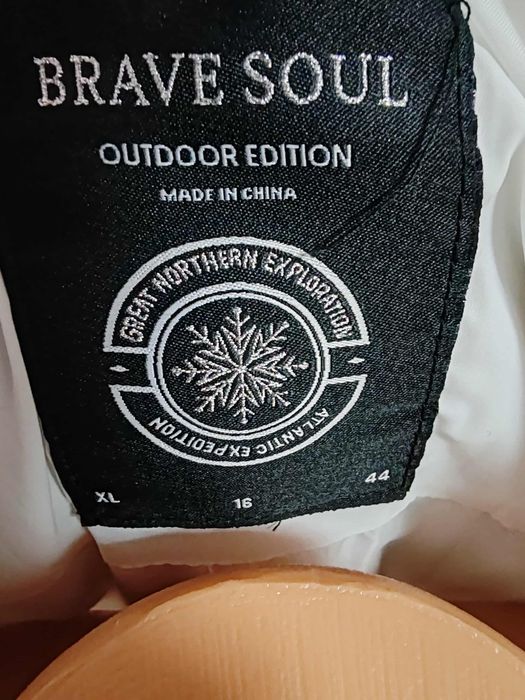 BRAVE SOUL
OUTDOOR EDITION
MADE IN CHINA
GREAT NORTHERN EXPLORATION
ATLANTIC EXPEDITION
XL 16 44